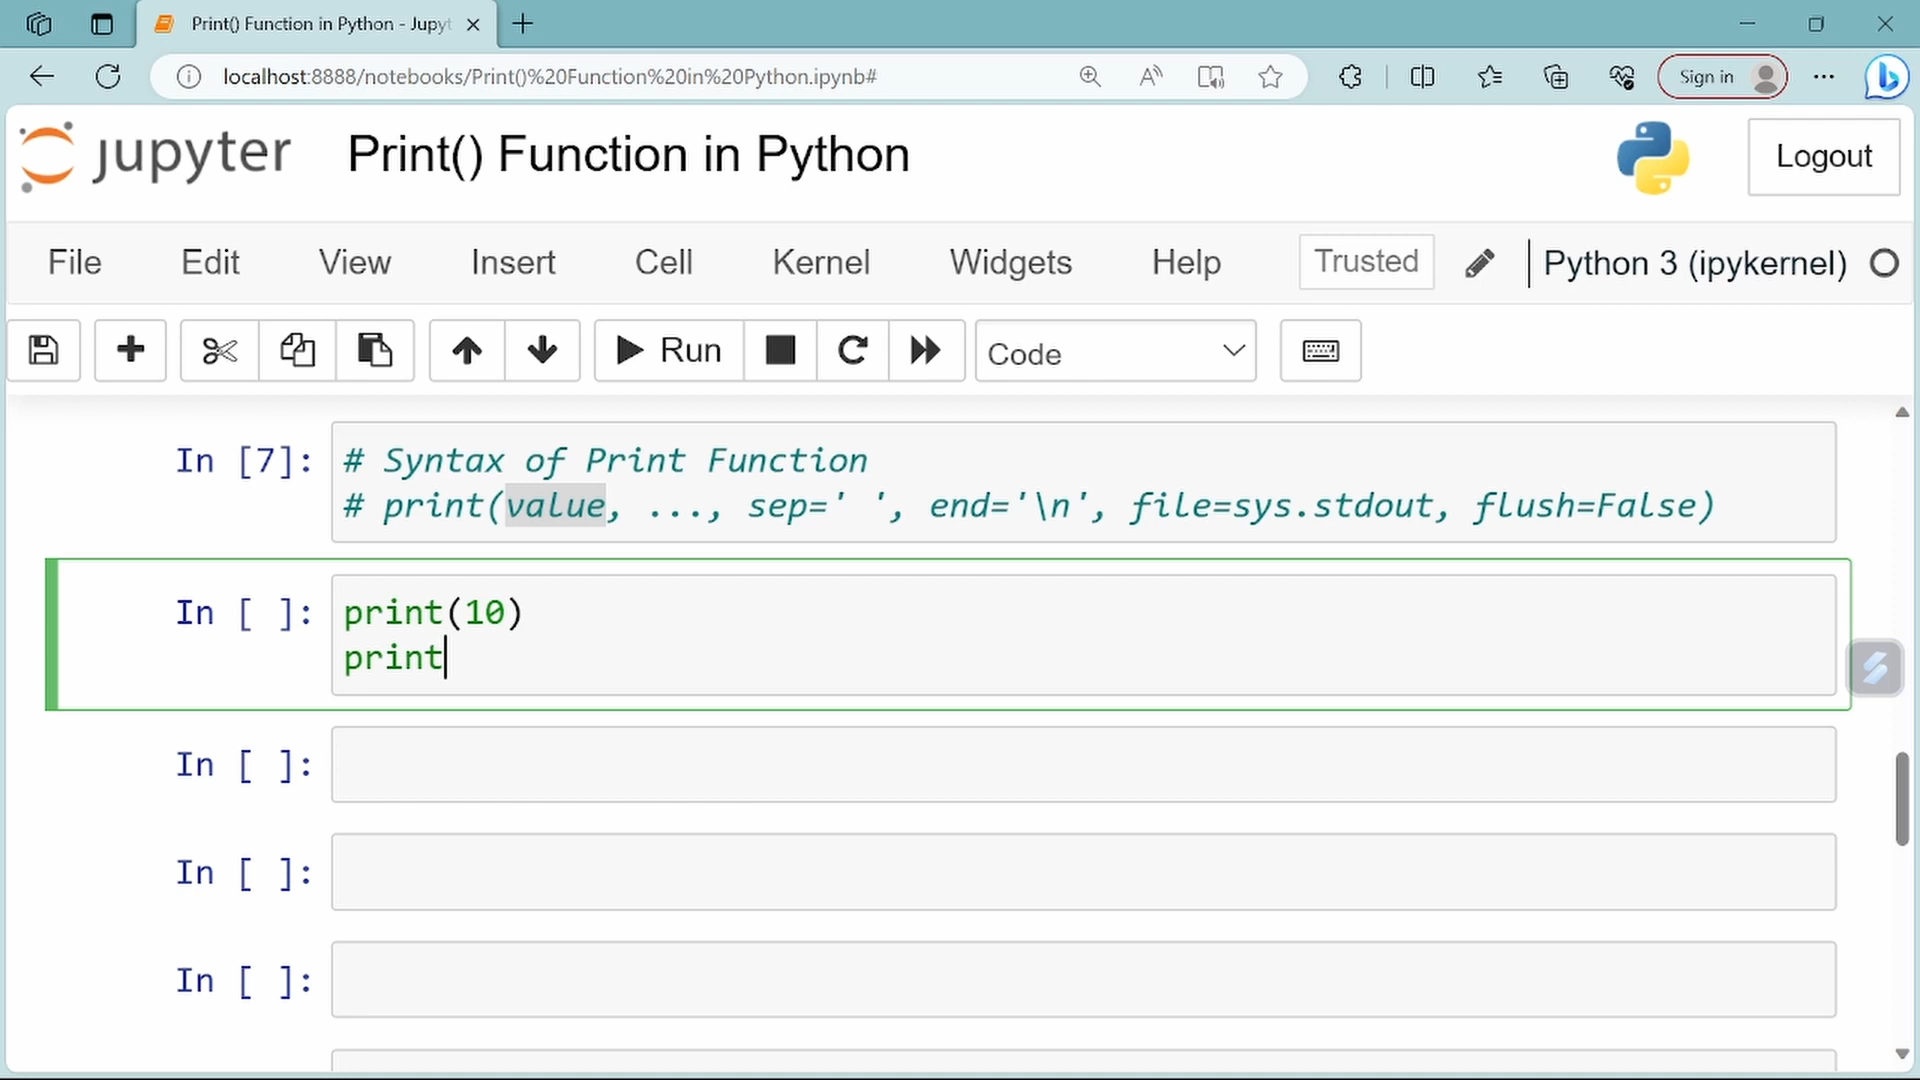 Print() Function in Python - Jupyt
localhost:8888/notebooks/Print()%20Function%20in%20Python.ipynb#
Sign in
jupyter Print() Function in Python
Logout
File Edit View Insert Cell Kernel Widgets Help Trusted Python 3 (ipykernel)
Run Code
In [7]: # Syntax of Print Function
# print(value, ..., sep=' ', end='\n', file=sys.stdout, flush=False)
In [ ]: print(10)
print
In [ ]:
In [ ]:
In [ ]: